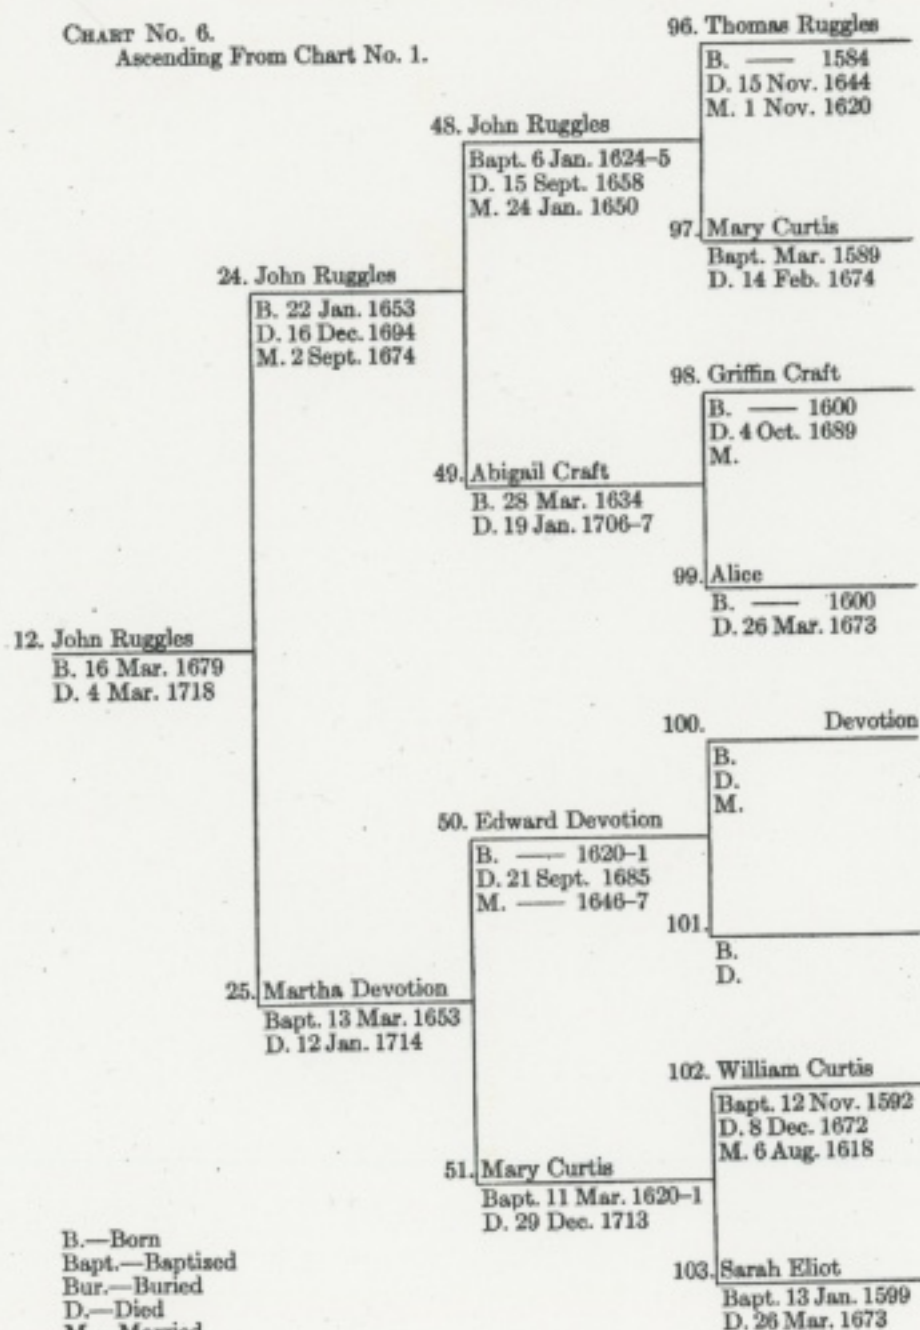 CHART No. 6.
Ascending From Chart No. 1.
96. Thomas Ruggles
B. —— 1584
D. 15 Nov. 1644
M. 1 Nov. 1620
48. John Ruggles
Bapt. 6 Jan. 1624–5
D. 15 Sept. 1658
M. 24 Jan. 1650
97. Mary Curtis
Bapt. Mar. 1589
D. 14 Feb. 1674
24. John Ruggles
B. 22 Jan. 1653
D. 16 Dec. 1694
M. 2 Sept. 1674
98. Griffin Craft
B. —— 1600
D. 4 Oct. 1689
M.
49. Abigail Craft
B. 28 Mar. 1634
D. 19 Jan. 1706–7
99. Alice
B. —— 1600
D. 26 Mar. 1673
12. John Ruggles
B. 16 Mar. 1679
D. 4 Mar. 1718
100. Devotion
B.
D.
M.
50. Edward Devotion
B. —— 1620–1
D. 21 Sept. 1685
M. —— 1646–7
101.
B.
D.
25. Martha Devotion
Bapt. 13 Mar. 1653
D. 12 Jan. 1714
102. William Curtis
Bapt. 12 Nov. 1592
D. 8 Dec. 1672
M. 6 Aug. 1618
51. Mary Curtis
Bapt. 11 Mar. 1620–1
D. 29 Dec. 1713
103. Sarah Eliot
Bapt. 13 Jan. 1599
D. 26 Mar. 1673
B.—Born
Bapt.—Baptised
Bur.—Buried
D.—Died
M.—Married